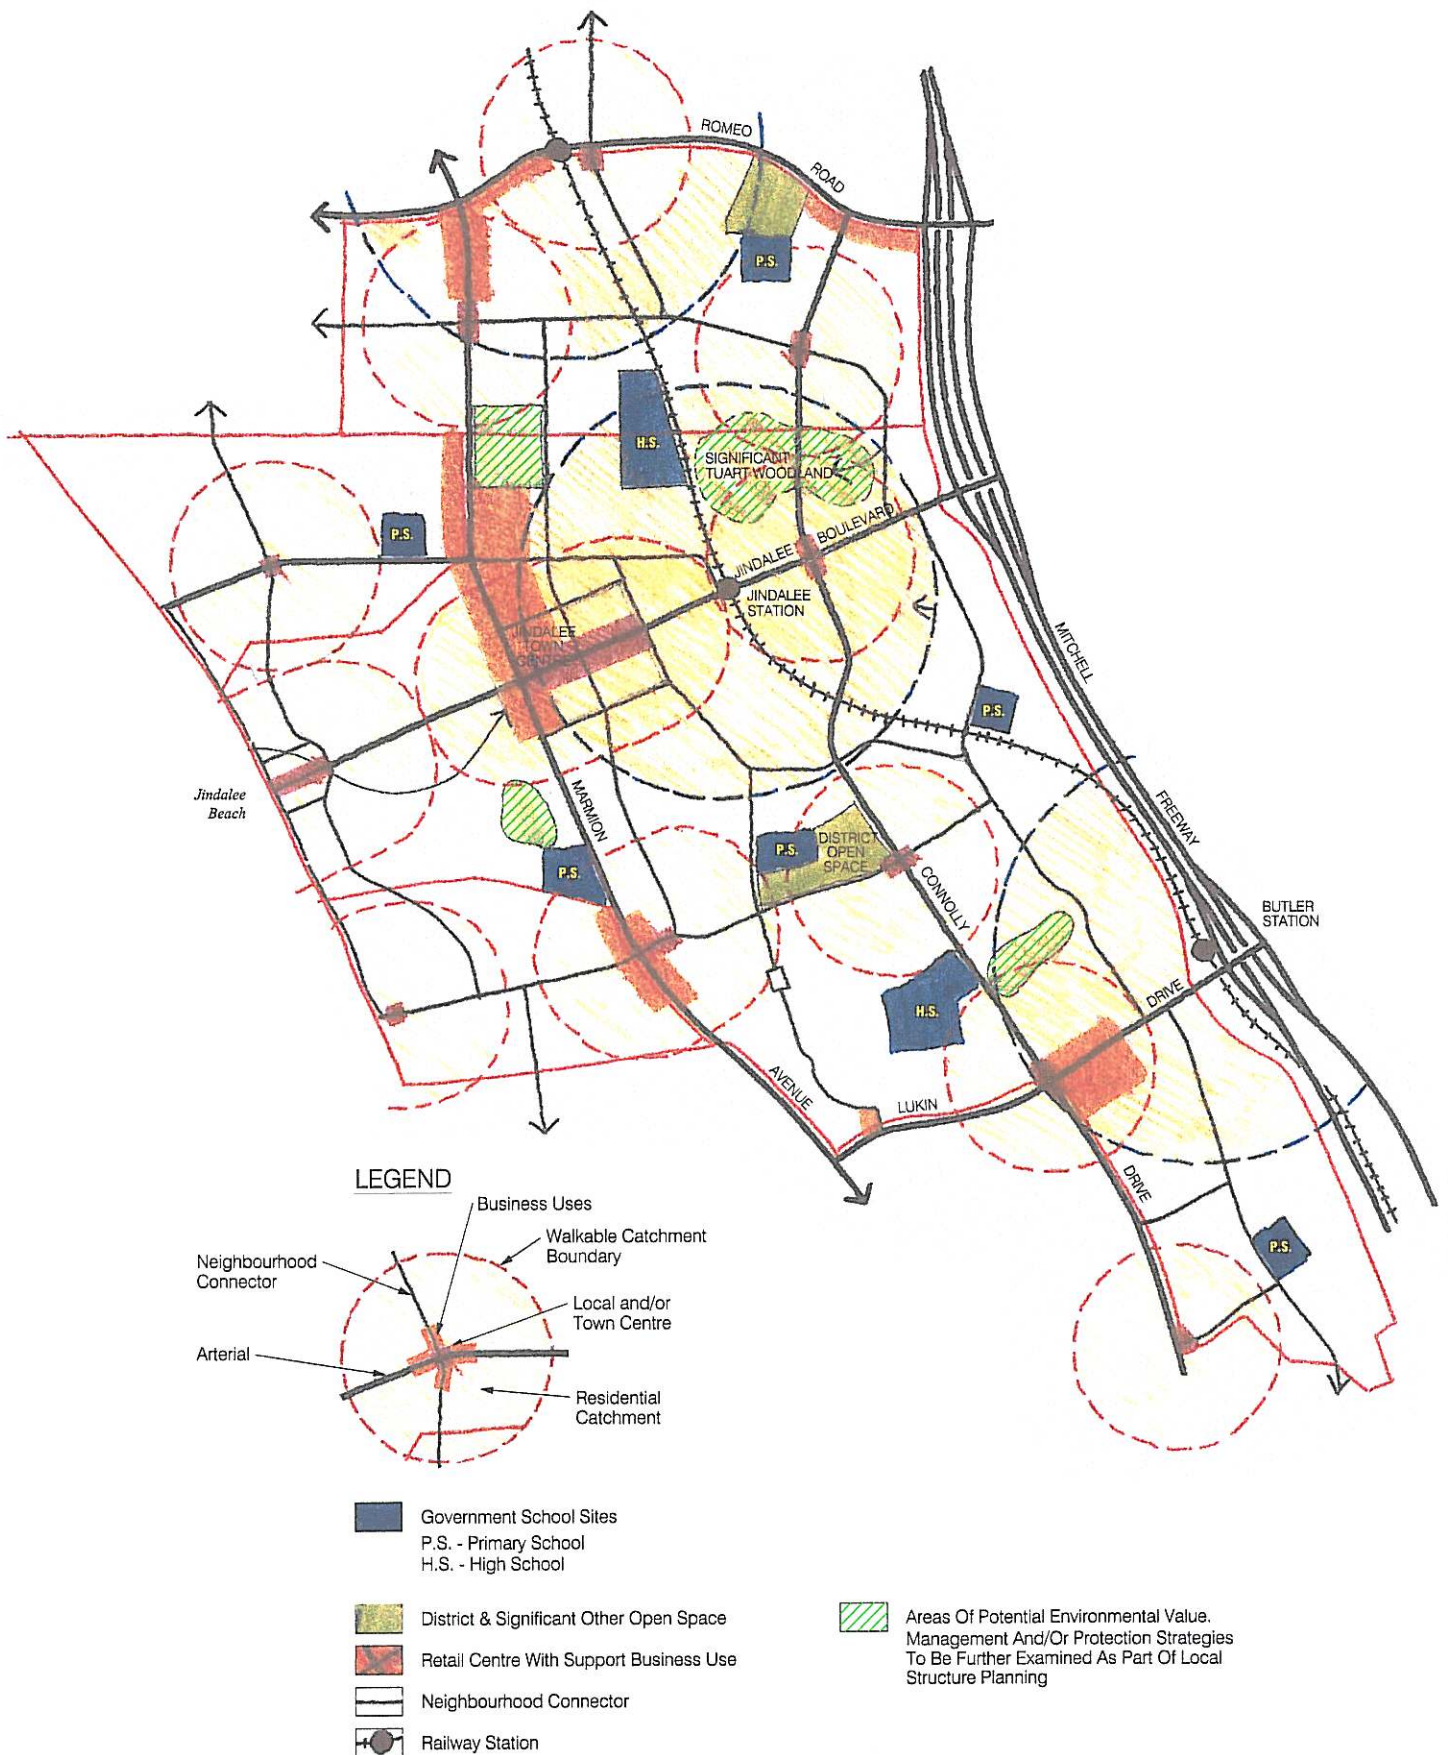 ROMEO
ROAD
P.S.
H.S.
SIGNIFICANT
TUART WOODLAND
P.S.
JINDALEE
BOULEVARD
JINDALEE
STATION
JINDALEE
TOWN
CENTRE
MITCHELL
P.S.
Jindalee
Beach
MARMION
FREEWAY
P.S.
DISTRICT
OPEN
SPACE
P.S.
CONNOLLY
BUTLER
STATION
H.S.
DRIVE
AVENUE
LUKIN
DRIVE
P.S.
LEGEND
Business Uses
Walkable Catchment
Boundary
Neighbourhood
Connector
Local and/or
Town Centre
Arterial
Residential
Catchment
Government School Sites
P.S. - Primary School
H.S. - High School
District & Significant Other Open Space
Retail Centre With Support Business Use
Neighbourhood Connector
Railway Station
Areas Of Potential Environmental Value.
Management And/Or Protection Strategies
To Be Further Examined As Part Of Local
Structure Planning